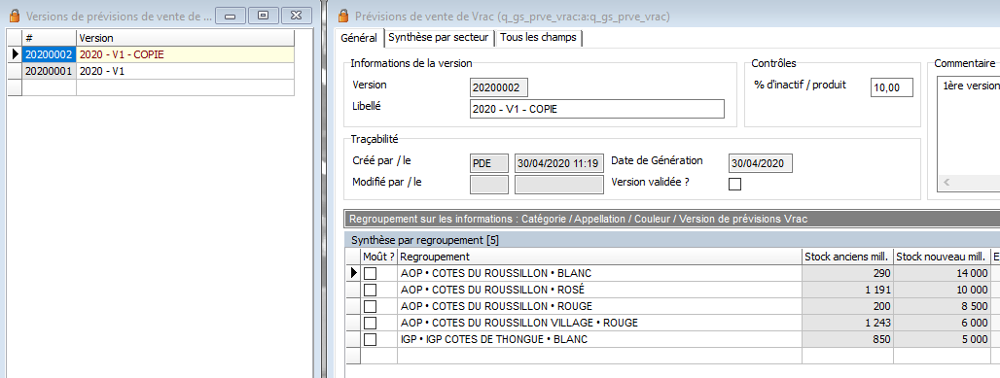 Versions de prévisions de vente de ...
# Version
20200002 2020 - V1 - COPIE
20200001 2020 - V1
Prévisions de vente de Vrac (q_gs_prve_vrac:a:q_gs_prve_vrac)
Général Synthèse par secteur Tous les champs
Informations de la version
Version 20200002
Libellé 2020 - V1 - COPIE
Contrôles
% d'inactif / produit 10,00
Commentaire
1ère version
Traçabilité
Créé par / le PDE 30/04/2020 11:19 Date de Génération 30/04/2020
Modifié par / le Version validée ?
Regroupement sur les informations : Catégorie / Appellation / Couleur / Version de prévisions Vrac
Synthèse par regroupement [5]
Moût ? Regroupement Stock anciens mill. Stock nouveau mill. E
AOP • COTES DU ROUSSILLON • BLANC 290 14 000
AOP • COTES DU ROUSSILLON • ROSÉ 1 191 10 000
AOP • COTES DU ROUSSILLON • ROUGE 200 8 500
AOP • COTES DU ROUSSILLON VILLAGE • ROUGE 1 243 6 000
IGP • IGP COTES DE THONGUE • BLANC 850 5 000